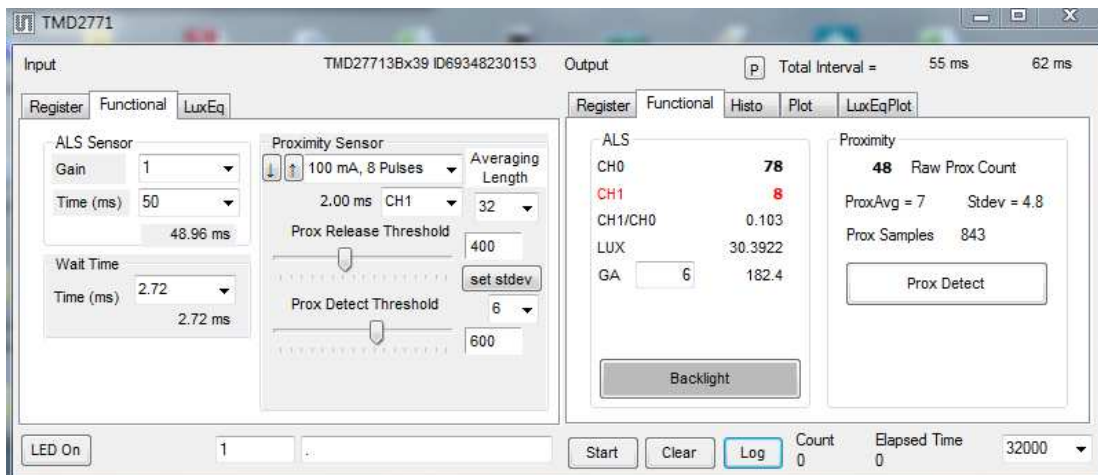 TMD2771
Input
TMD27713Bx39 ID69348230153
Register Functional LuxEq
ALS Sensor
Gain 1
Time (ms) 50
48.96 ms
Wait Time
Time (ms) 2.72
2.72 ms
Proximity Sensor
↓ ↑ 100 mA, 8 Pulses
Averaging
Length
2.00 ms CH1 32
Prox Release Threshold
400
set stdev
Prox Detect Threshold 6
600
LED On 1 .
Output P Total Interval = 55 ms 62 ms
Register Functional Histo Plot LuxEqPlot
ALS
CH0 78
CH1 8
CH1/CH0 0.103
LUX 30.3922
GA 6 182.4
Backlight
Proximity
48 Raw Prox Count
ProxAvg = 7 Stdev = 4.8
Prox Samples 843
Prox Detect
Start Clear Log Count 0 Elapsed Time 0 32000